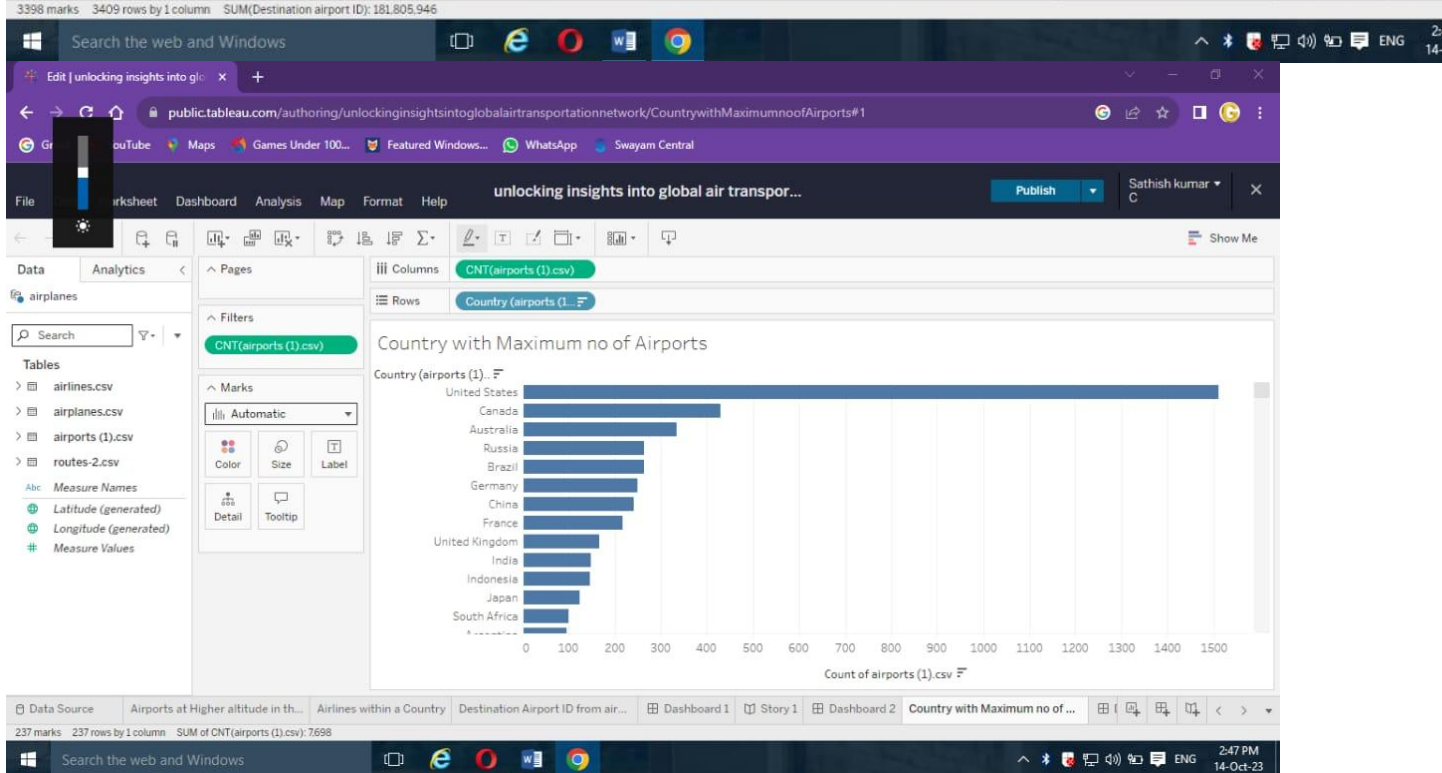 3398 marks 3409 rows by 1 column SUM(Destination airport ID): 181,805,946
Search the web and Windows
ENG
Edit | unlocking insights into glo
public.tableau.com/authoring/unlockinginsightsintoglobalairtransportationnetwork/CountrywithMaximumnoofAirports#1
YouTube Maps Games Under 100... Featured Windows... WhatsApp Swayam Central
File Worksheet Dashboard Analysis Map Format Help
unlocking insights into global air transpor...
Publish
Sathish kumar
C
Show Me
Data Analytics
airplanes
Search
Tables
airlines.csv
airplanes.csv
airports (1).csv
routes-2.csv
Abc Measure Names
Latitude (generated)
Longitude (generated)
# Measure Values
Pages
Filters
CNT(airports (1).csv)
Marks
Automatic
Color Size Label
Detail Tooltip
Columns CNT(airports (1).csv)
Rows Country (airports (1...
Country with Maximum no of Airports
Country (airports (1)..
United States
Canada
Australia
Russia
Brazil
Germany
China
France
United Kingdom
India
Indonesia
Japan
South Africa
0 100 200 300 400 500 600 700 800 900 1000 1100 1200 1300 1400 1500
Count of airports (1).csv
Data Source Airports at Higher altitude in th... Airlines within a Country Destination Airport ID from air... Dashboard 1 Story 1 Dashboard 2 Country with Maximum no of ...
237 marks 237 rows by 1 column SUM of CNT(airports (1).csv): 7,698
Search the web and Windows
ENG
2:47 PM
14-Oct-23